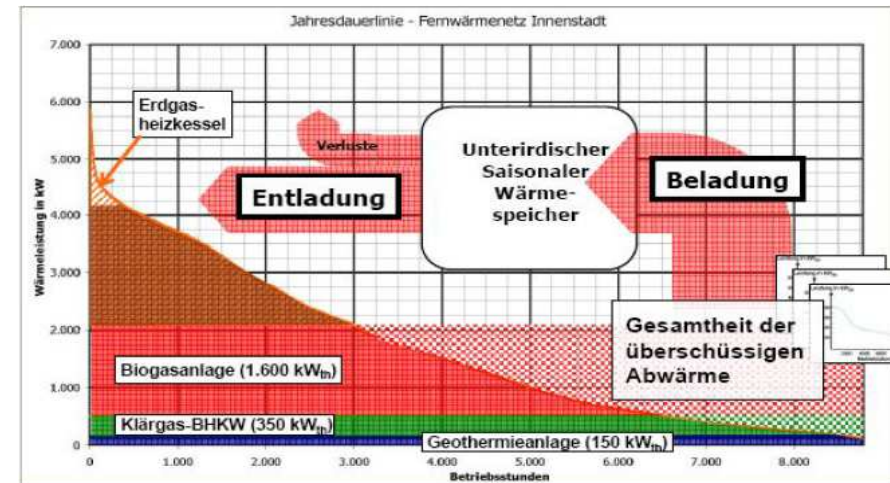 Jahresdauerlinie - Fernwärmenetz Innenstadt
Wärmeleistung in kW
7.000
6.000
5.000
4.000
3.000
2.000
1.000
0
Erdgas-
heizkessel
Verluste
Entladung
Unterirdischer
Saisonaler
Wärme-
speicher
Beladung
Gesamtheit der
überschüssigen
Abwärme
Biogasanlage (1.600 kWth)
Klärgas-BHKW (350 kWth)
Geothermieanlage (150 kWth)
0
1.000
2.000
3.000
4.000
5.000
6.000
7.000
8.000
Betriebsstunden